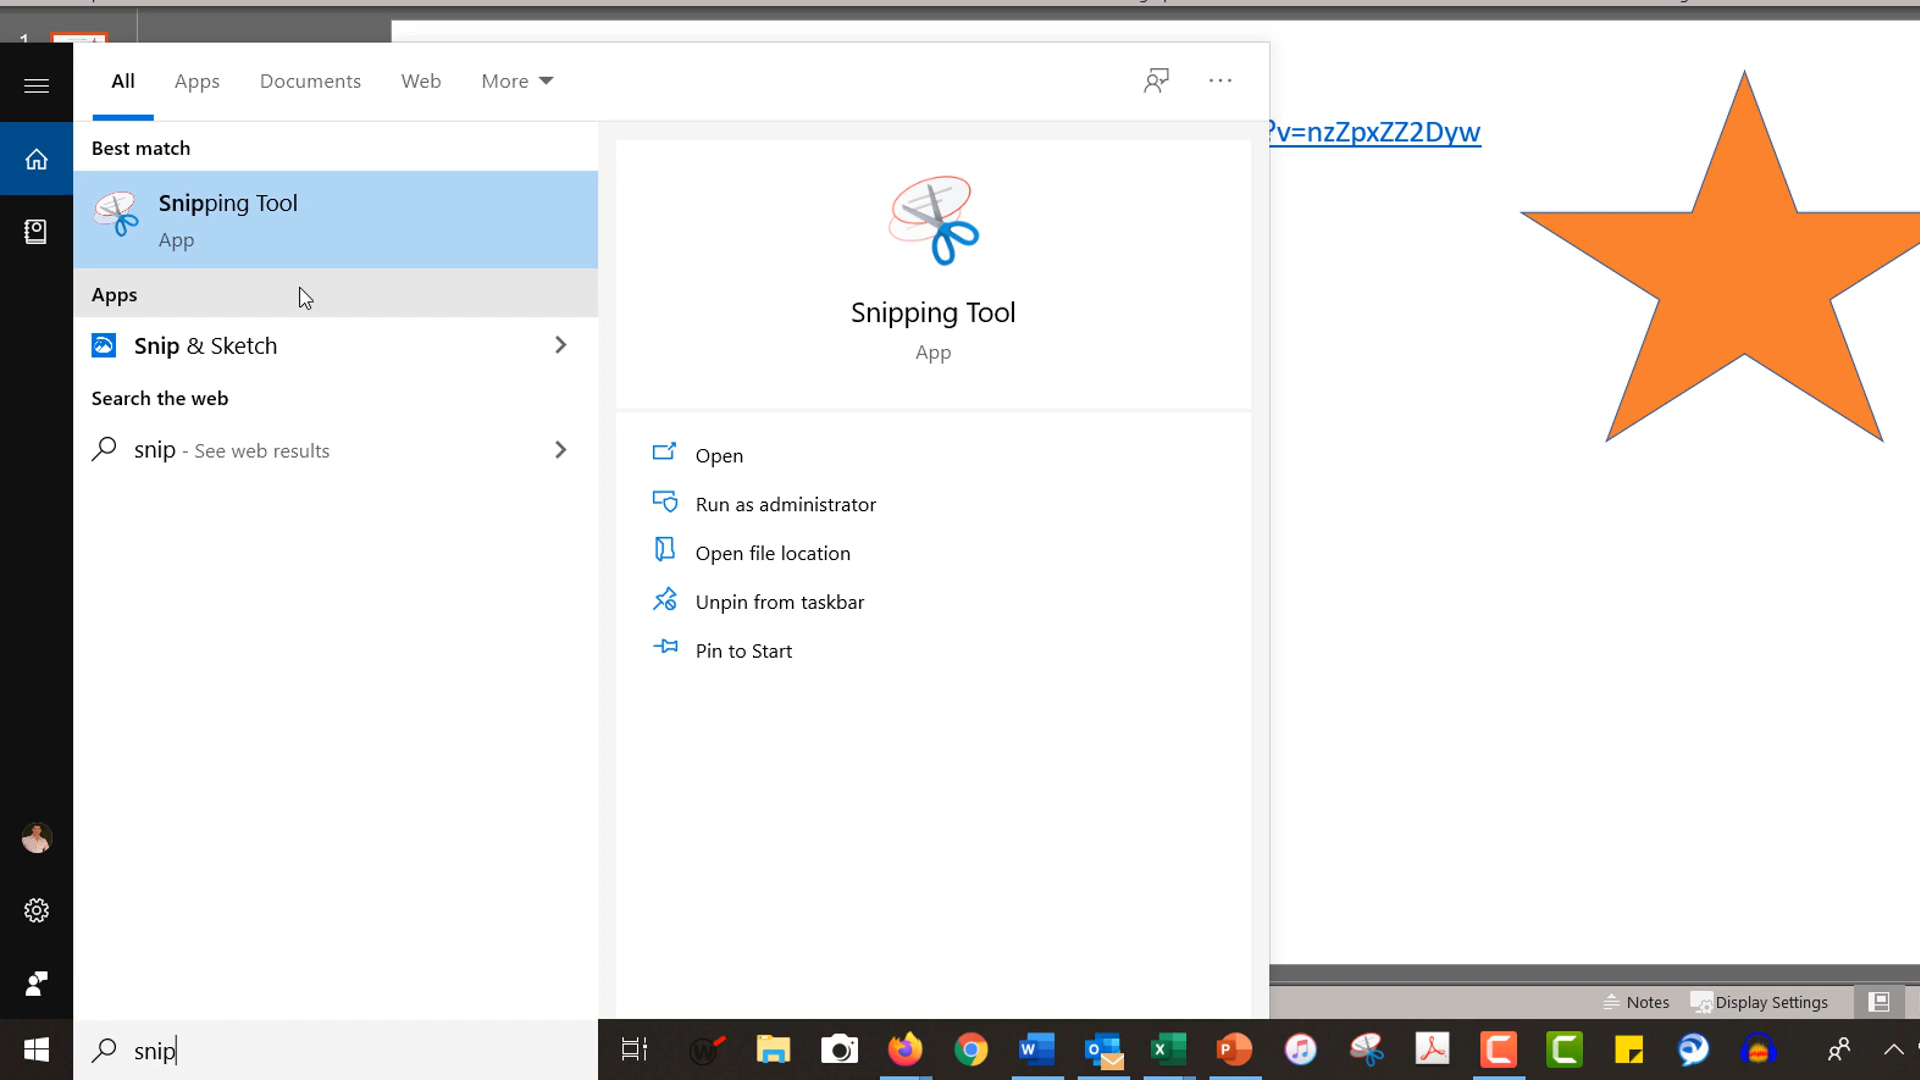 1
All Apps Documents Web More
Best match
Snipping Tool
App
Apps
Snip & Sketch
Search the web
snip - See web results
Snipping Tool
App
Open
Run as administrator
Open file location
Unpin from taskbar
Pin to Start
?v=nzZpxZZ2Dyw
Notes Display Settings
snip